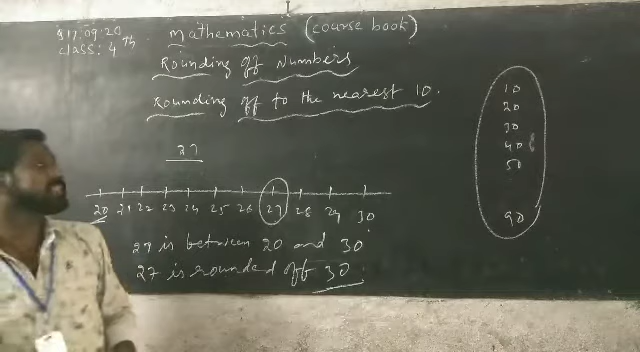 17.09.20
class: 4th
Mathematics (course book)
Rounding off Numbers
Rounding off to the nearest 10.
27
20 21 22 23 24 25 26 27 28 29 30
27 is between 20 and 30
27 is rounded off 30
10
20
30
40
50
90